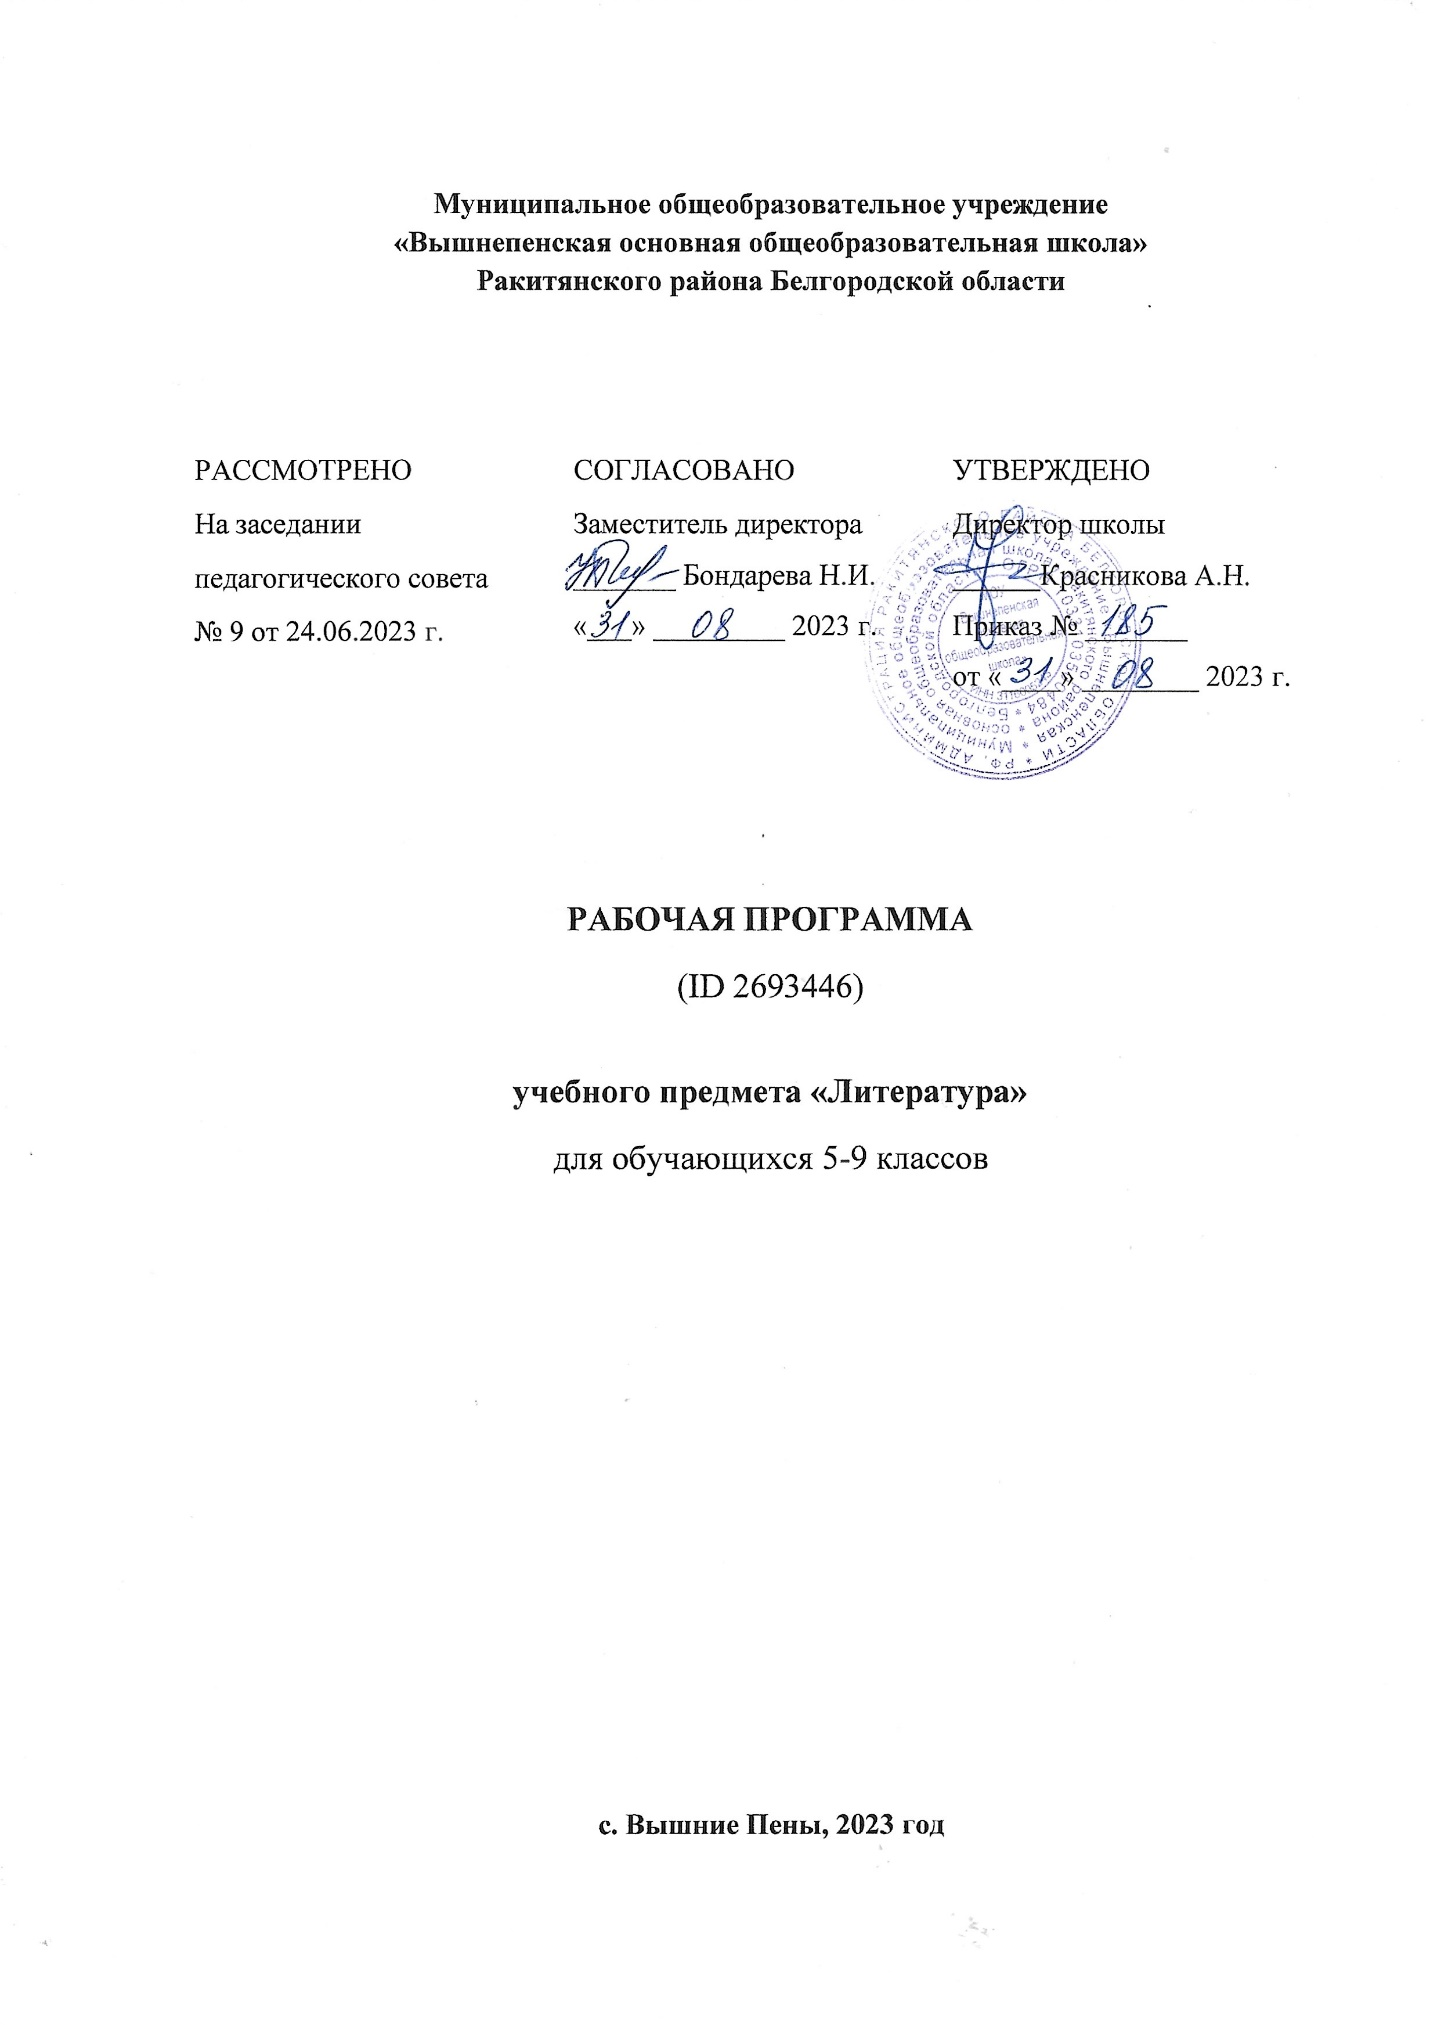 Муниципальное общеобразовательное учреждение
«Вышнепенская основная общеобразовательная школа»
Ракитянского района Белгородской области
РАССМОТРЕНО
На заседании
педагогического совета
№ 9 от 24.06.2023 г.
СОГЛАСОВАНО
Заместитель директора
Бондарева Н.И.
«31» 08 2023 г.
УТВЕРЖДЕНО
Директор школы
Красникова А.Н.
Приказ № 185
от «31» 08 2023 г.
РАБОЧАЯ ПРОГРАММА
(ID 2693446)
учебного предмета «Литература»
для обучающихся 5-9 классов
с. Вышние Пены, 2023 год